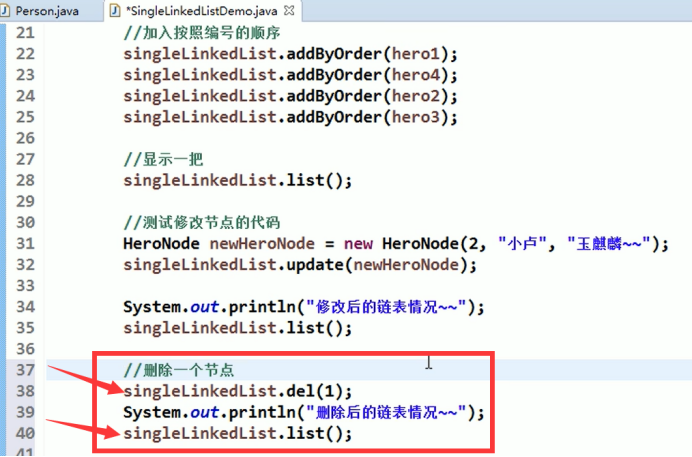 Person.java *SingleLinkedListDemo.java
21 //加入按照编号的顺序
22 singleLinkedList.addByOrder(hero1);
23 singleLinkedList.addByOrder(hero4);
24 singleLinkedList.addByOrder(hero2);
25 singleLinkedList.addByOrder(hero3);
26
27 //显示一把
28 singleLinkedList.list();
29
30 //测试修改节点的代码
31 HeroNode newHeroNode = new HeroNode(2, "小卢", "玉麒麟~~");
32 singleLinkedList.update(newHeroNode);
33
34 System.out.println("修改后的链表情况~~");
35 singleLinkedList.list();
36
37 //删除一个节点
38 singleLinkedList.del(1);
39 System.out.println("删除后的链表情况~~");
40 singleLinkedList.list();
41